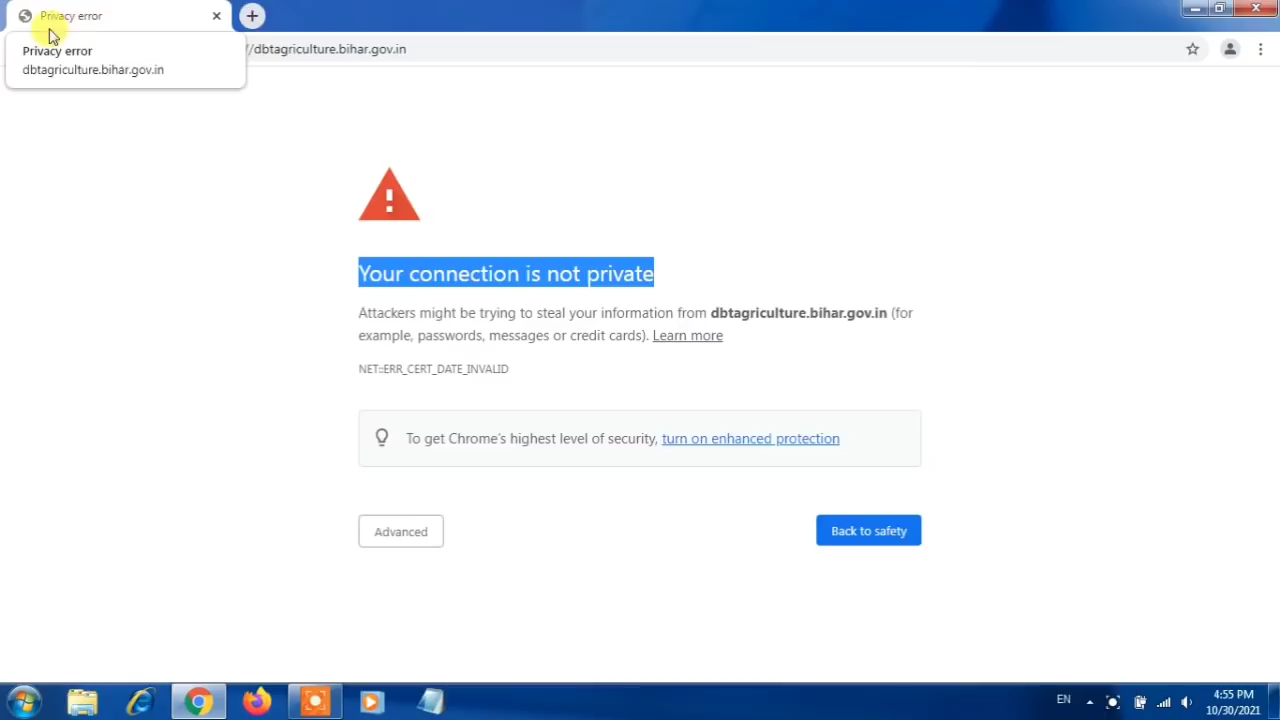 Privacy error
Privacy error
dbtagriculture.bihar.gov.in
//dbtagriculture.bihar.gov.in
Your connection is not private
Attackers might be trying to steal your information from dbtagriculture.bihar.gov.in (for
example, passwords, messages or credit cards). Learn more
NET::ERR_CERT_DATE_INVALID
To get Chrome's highest level of security, turn on enhanced protection
Advanced
Back to safety
EN
4:55 PM
10/30/2021